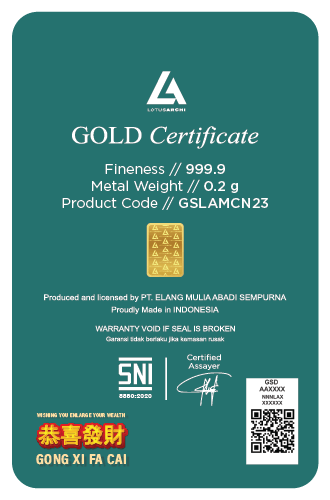 LOTUSARCHI
GOLD Certificate
Fineness // 999.9
Metal Weight // 0.2 g
Product Code // GSLAMCN23
Produced and licensed by PT. ELANG MULIA ABADI SEMPURNA
Proudly Made in INDONESIA
WARRANTY VOID IF SEAL IS BROKEN
Garansi tidak berlaku jika kemasan rusak
SNI
8880:2020
Certified
Assayer
GSD
AAXXXX
NNNLAX
XXXXXX
WISHING YOU ENLARGE YOUR WEALTH
恭喜發財
GONG XI FA CAI